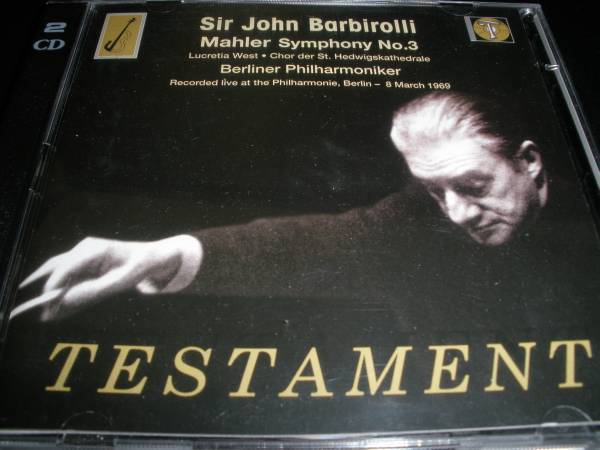 2
CD
Sir John Barbirolli
Mahler Symphony No.3
Lucretia West • Chor der St. Hedwigskathedrale
Berliner Philharmoniker
Recorded live at the Philharmonie, Berlin – 8 March 1969
T
TESTAMENT